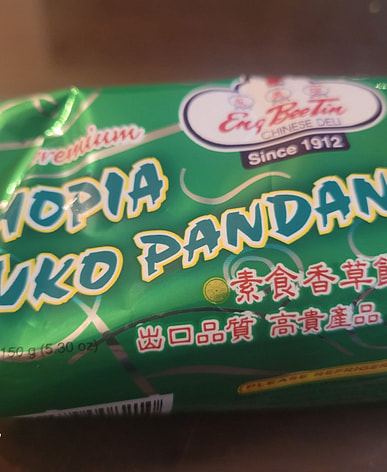 Premium
Eng Bee Tin
CHINESE DELI
Since 1912
HOPIA
UKO PANDAN
素食香草
出口品質 高貴產品
150 g (5.30 oz)
PLEASE REFRIGE